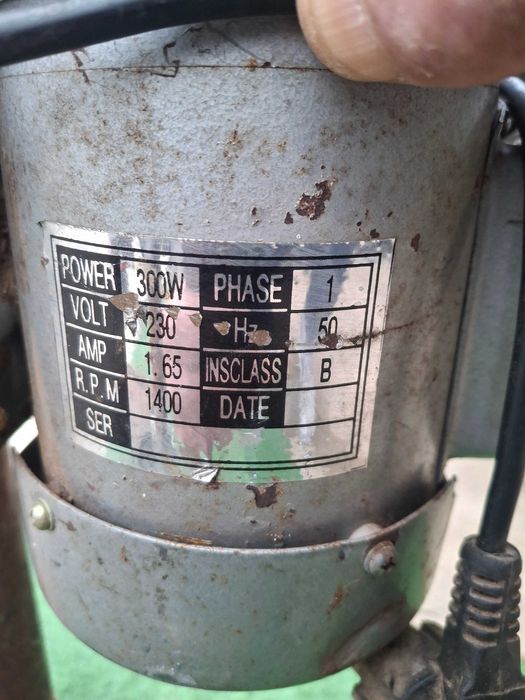 POWER 300W PHASE 1
VOLT 230 Hz 50
AMP 1.65 INSCLASS B
R.P.M 1400 DATE
SER